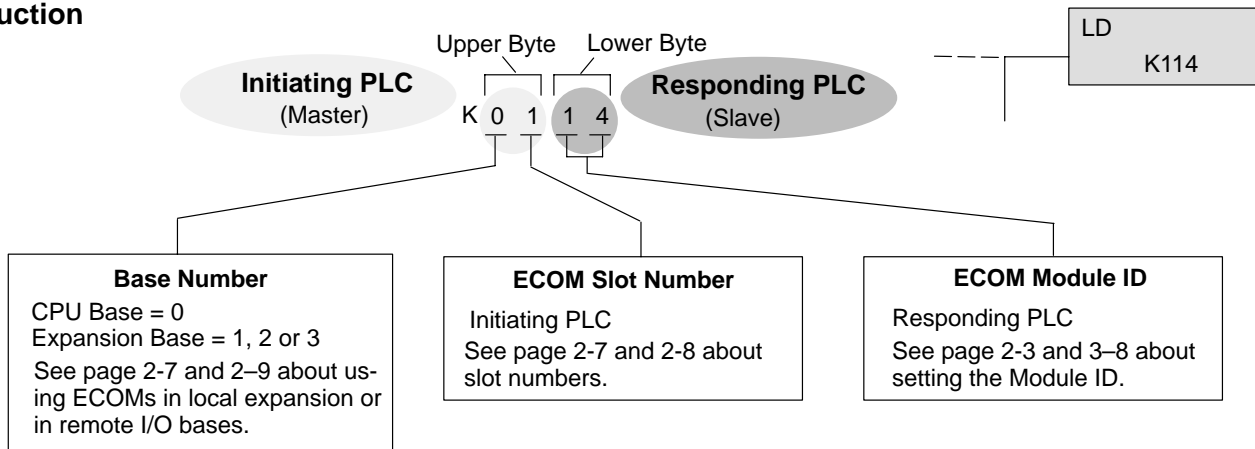 uction
Upper Byte Lower Byte
LD
K114
Initiating PLC
(Master)
K 0 1 1 4
Responding PLC
(Slave)
Base Number
CPU Base = 0
Expansion Base = 1, 2 or 3
See page 2-7 and 2–9 about us-
ing ECOMs in local expansion or
in remote I/O bases.
ECOM Slot Number
Initiating PLC
See page 2-7 and 2-8 about
slot numbers.
ECOM Module ID
Responding PLC
See page 2-3 and 3–8 about
setting the Module ID.